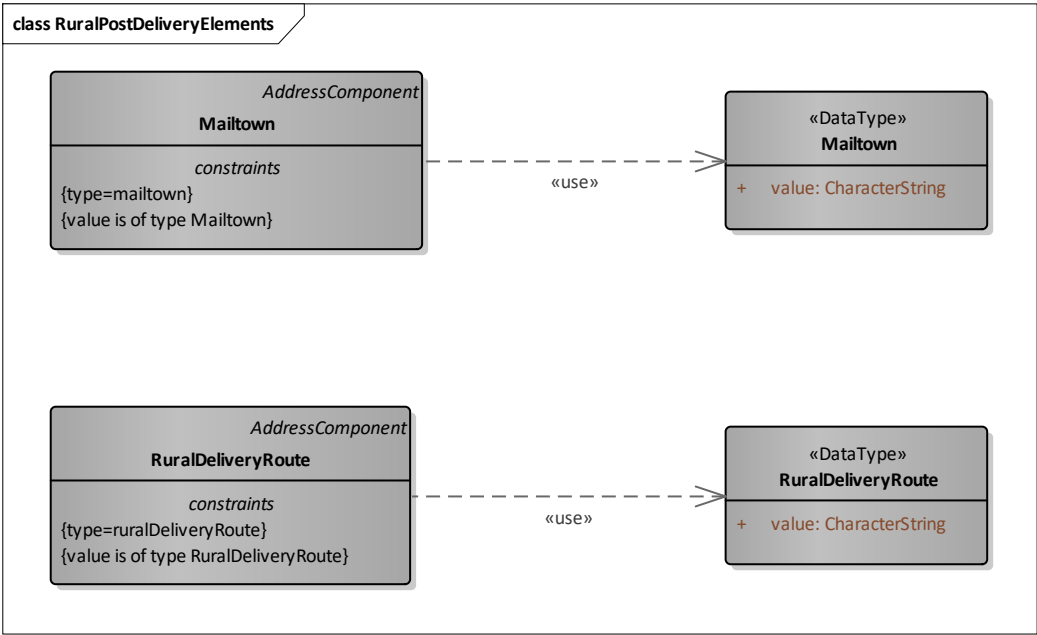 class RuralPostDeliveryElements
AddressComponent
Mailtown
constraints
{type=mailtown}
{value is of type Mailtown}
«use»
«DataType»
Mailtown
+ value: CharacterString
AddressComponent
RuralDeliveryRoute
constraints
{type=ruralDeliveryRoute}
{value is of type RuralDeliveryRoute}
«use»
«DataType»
RuralDeliveryRoute
+ value: CharacterString